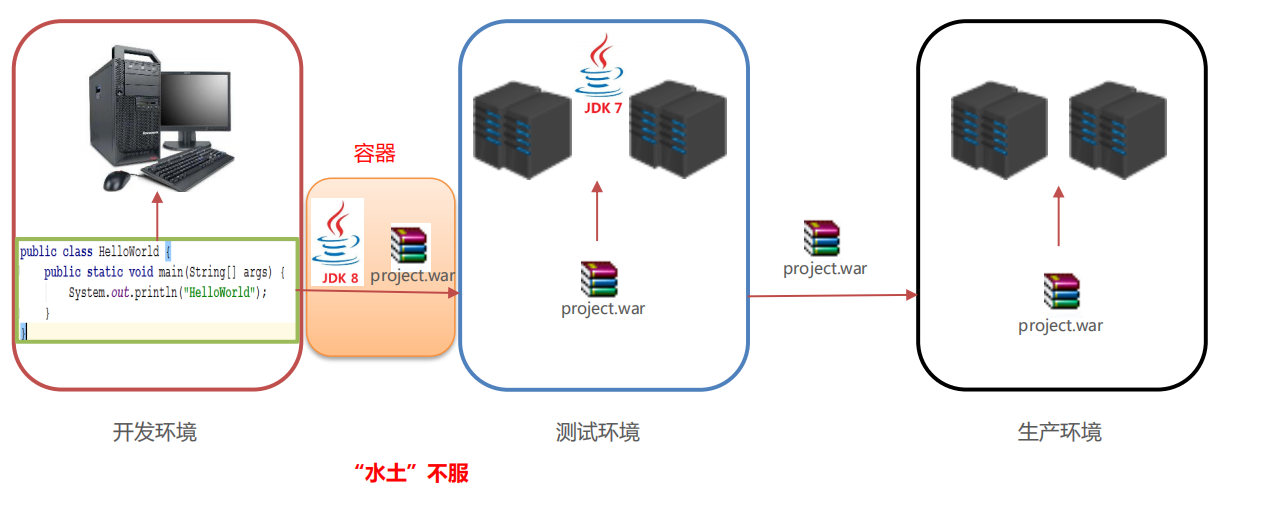 容器
JDK 8
project.war
public class HelloWorld {
public static void main(String[] args) {
System.out.println("HelloWorld");
}
}
JDK 7
project.war
project.war
project.war
开发环境
测试环境
生产环境
“水土”不服